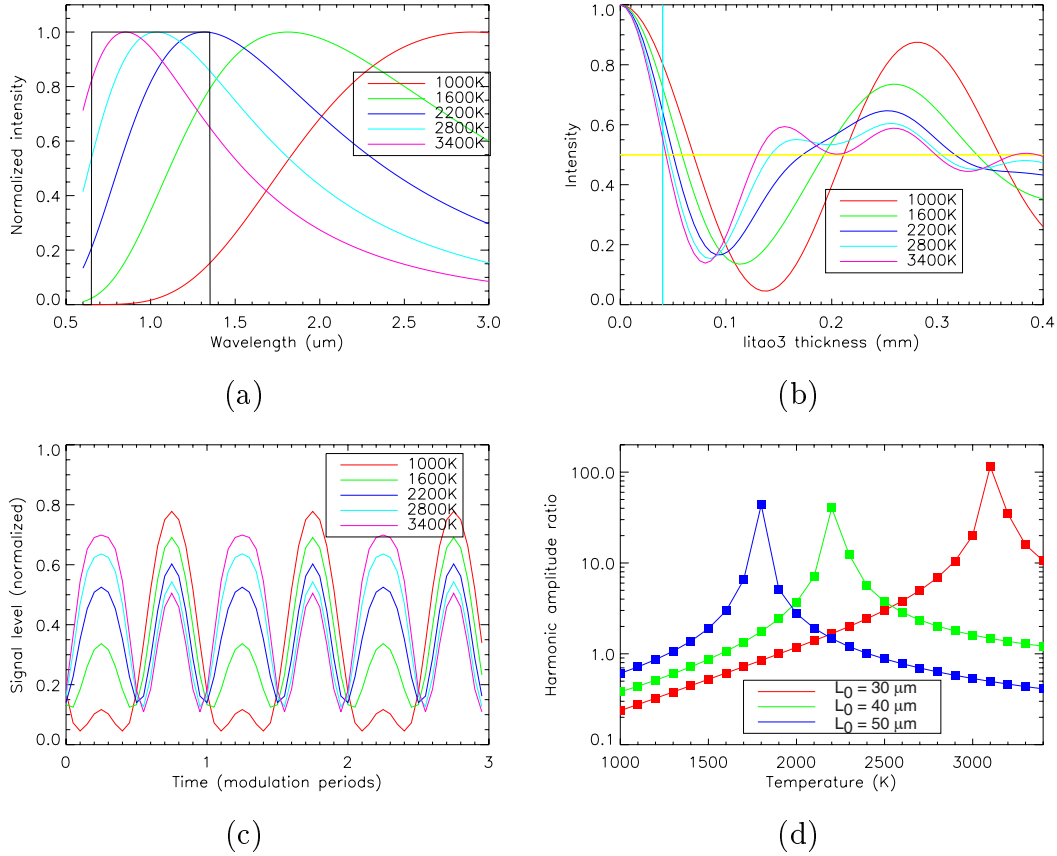 1.0
0.8
0.6
0.4
0.2
0.0
Normalized intensity
1000K
1600K
2200K
2800K
3400K
0.5 1.0 1.5 2.0 2.5 3.0
Wavelength (um)
(a)
1.0
0.8
0.6
0.4
0.2
0.0
Intensity
1000K
1600K
2200K
2800K
3400K
0.0 0.1 0.2 0.3 0.4
litao3 thickness (mm)
(b)
1.0
0.8
0.6
0.4
0.2
0.0
Signal level (normalized)
1000K
1600K
2200K
2800K
3400K
0 1 2 3
Time (modulation periods)
(c)
100.0
10.0
1.0
0.1
Harmonic amplitude ratio
L₀ = 30 μm
L₀ = 40 μm
L₀ = 50 μm
1000 1500 2000 2500 3000
Temperature (K)
(d)